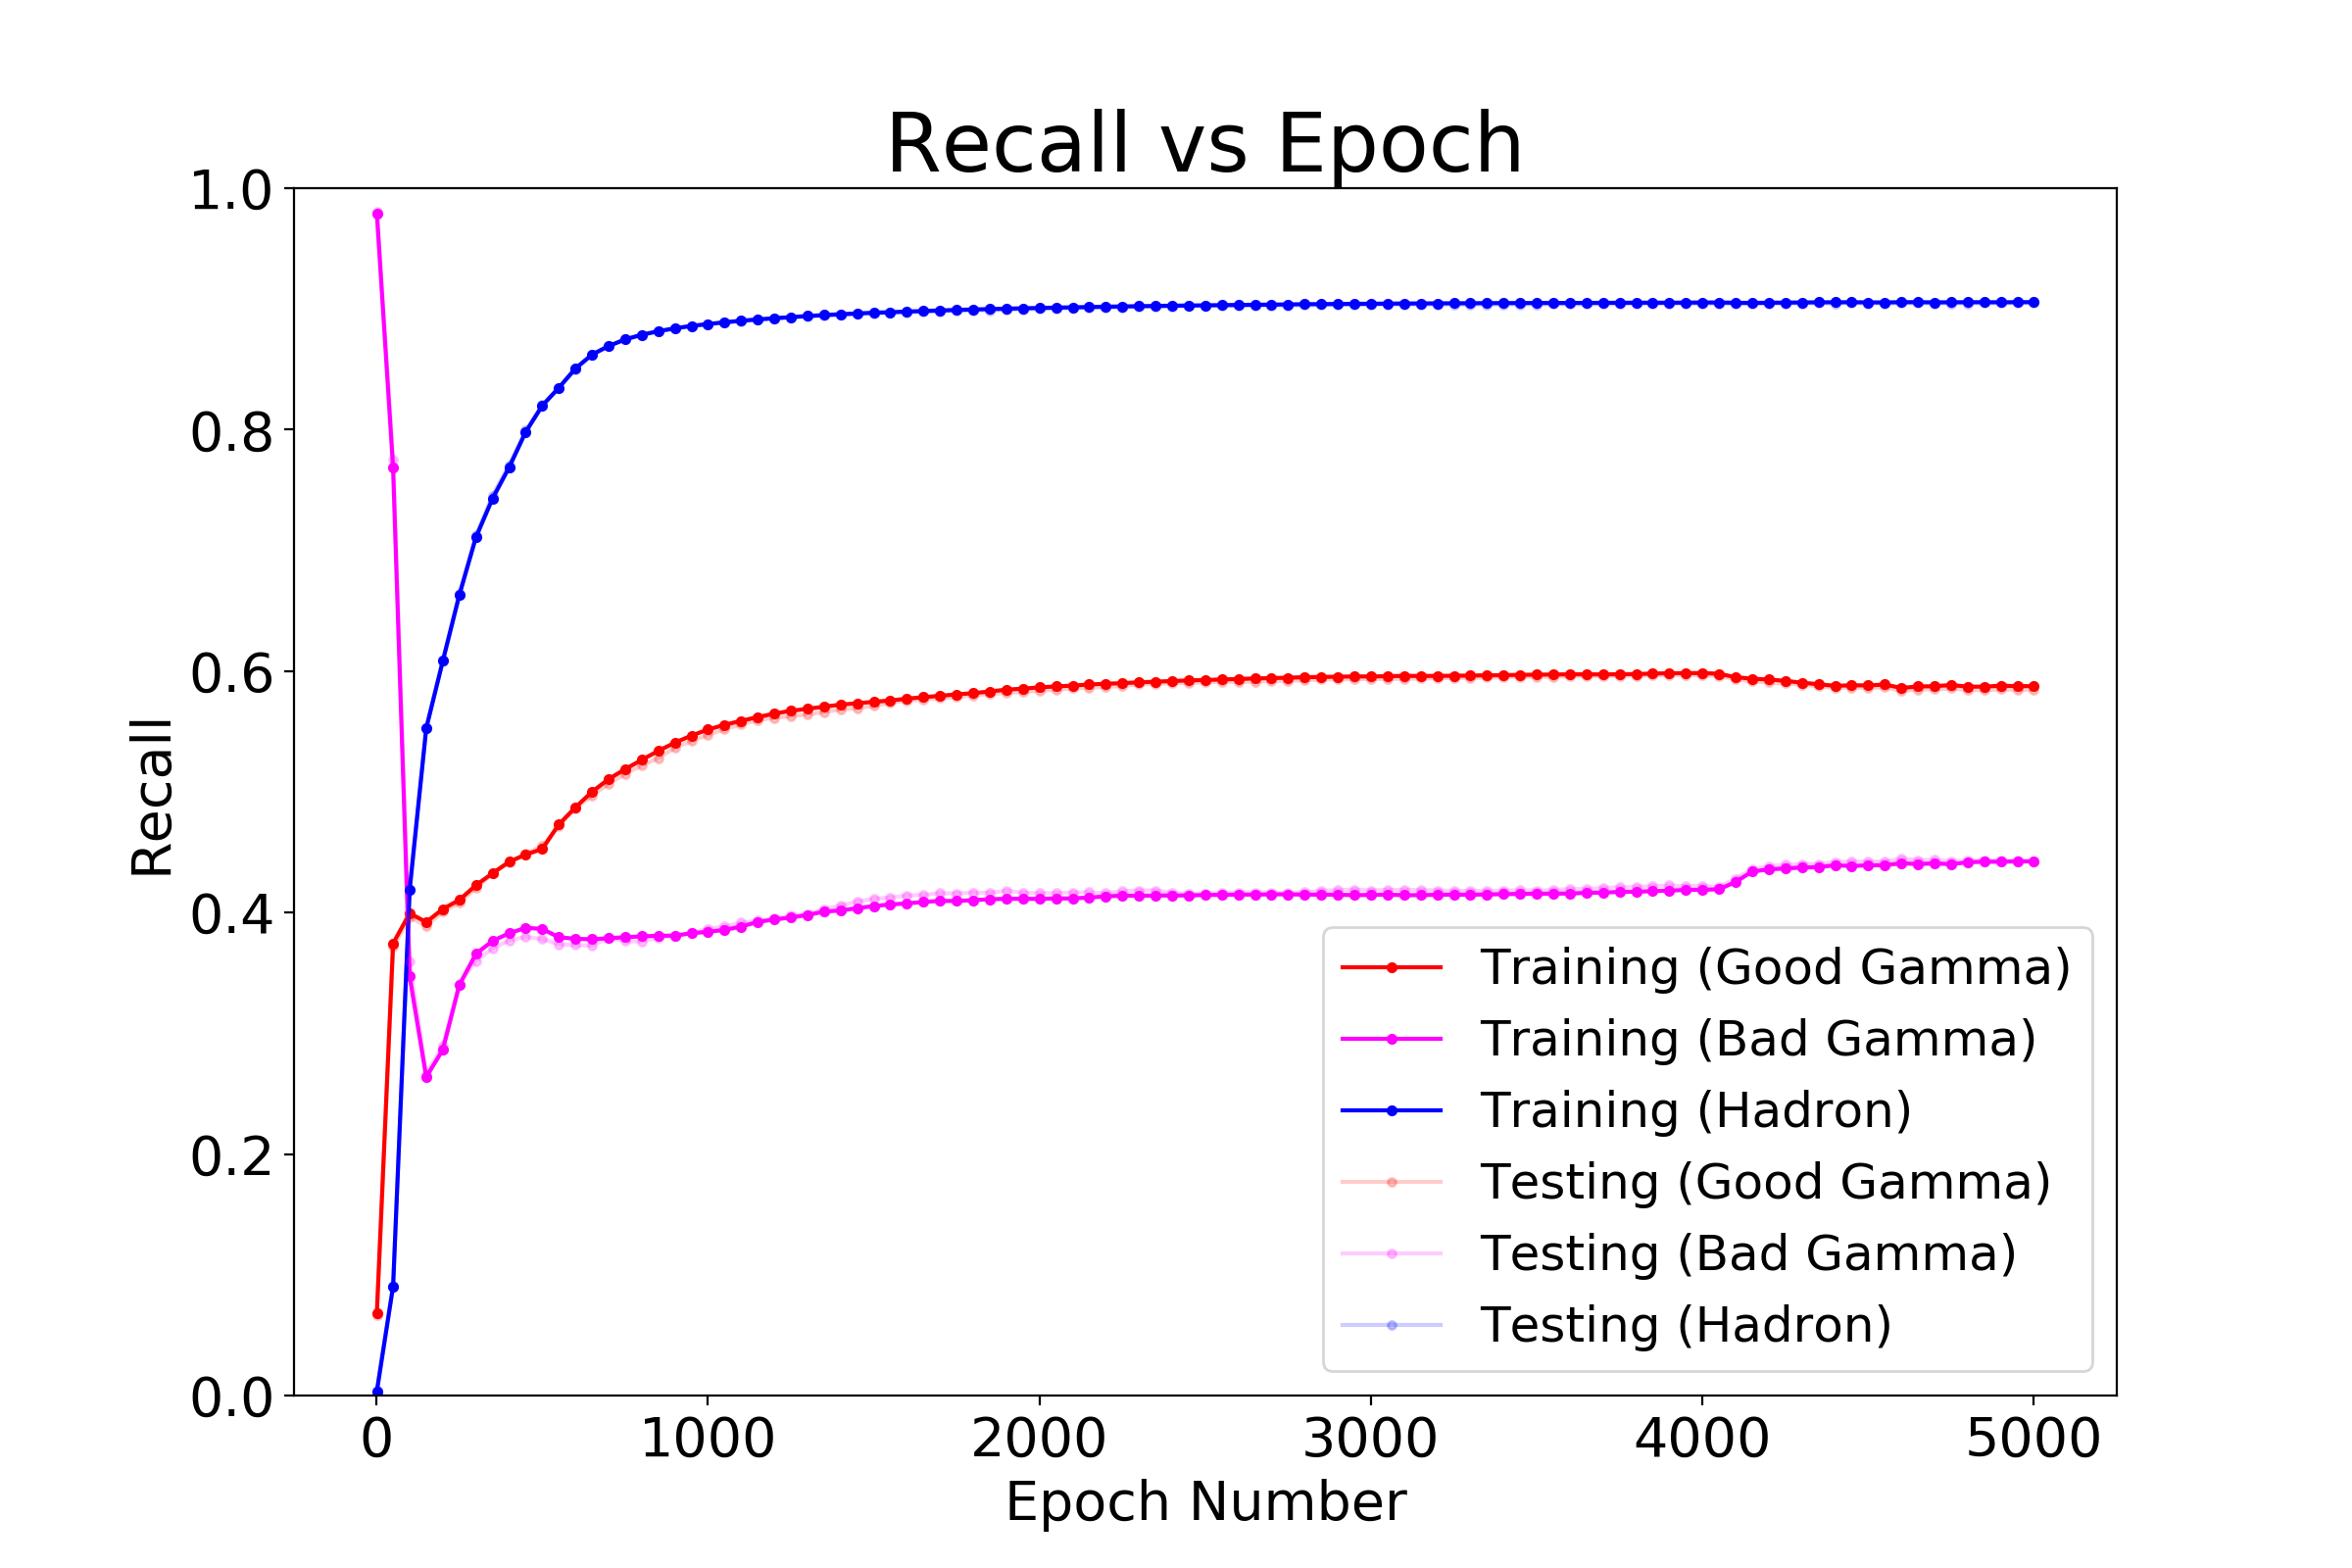 Recall vs Epoch
1.0
0.8
0.6
0.4
0.2
0.0
Recall
Training (Good Gamma)
Training (Bad Gamma)
Training (Hadron)
Testing (Good Gamma)
Testing (Bad Gamma)
Testing (Hadron)
0 1000 2000 3000 4000 5000
Epoch Number